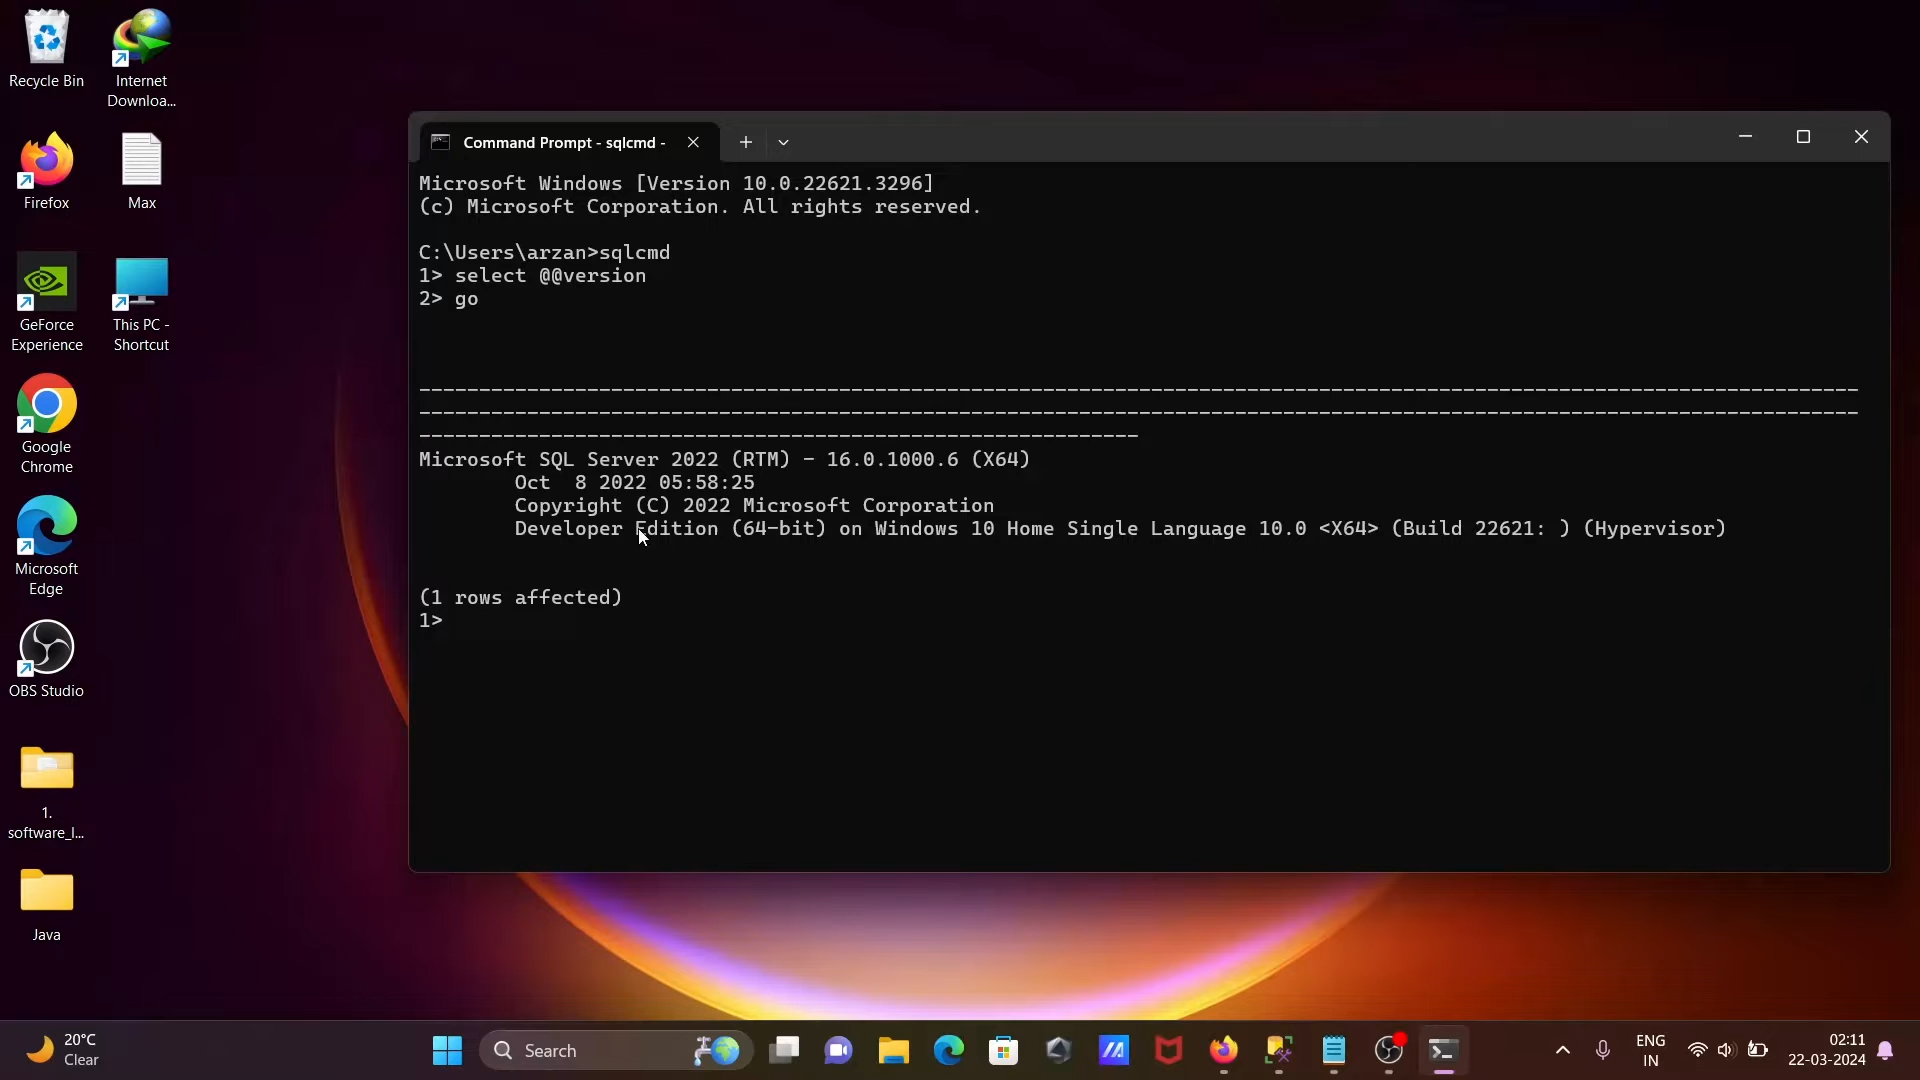 Recycle Bin
Internet
Downloa...
Firefox
Max
GeForce
Experience
This PC -
Shortcut
Google
Chrome
Microsoft
Edge
OBS Studio
1.
software_l...
Java
Command Prompt - sqlcmd -
Microsoft Windows [Version 10.0.22621.3296]
(c) Microsoft Corporation. All rights reserved.
C:\Users\arzan>sqlcmd
1> select @@version
2> go
------------------------------------------------------------------------------------------------------------------------
------------------------------------------------------------------------------------------------------------------------
------------------------------------------------------------
Microsoft SQL Server 2022 (RTM) - 16.0.1000.6 (X64)
Oct  8 2022 05:58:25
Copyright (C) 2022 Microsoft Corporation
Developer Edition (64-bit) on Windows 10 Home Single Language 10.0 <X64> (Build 22621: ) (Hypervisor)
(1 rows affected)
1>
20°C
Clear
Search
ENG
IN
02:11
22-03-2024